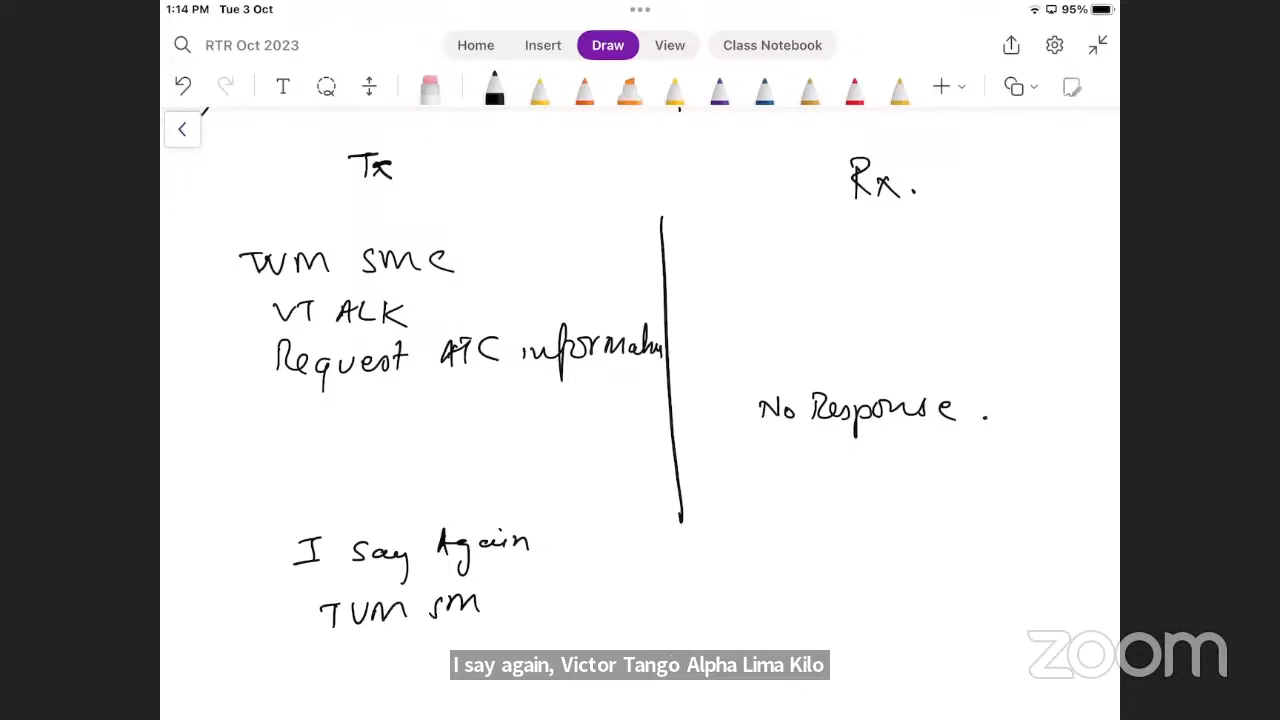 1:14 PM Tue 3 Oct
95%
RTR Oct 2023
Home Insert Draw View Class Notebook
Tx
Rx.
TVM SMC
VT ALK
Request ATC information
No Response.
I say Again
TVM SM
I say again, Victor Tango Alpha Lima Kilo
zoom